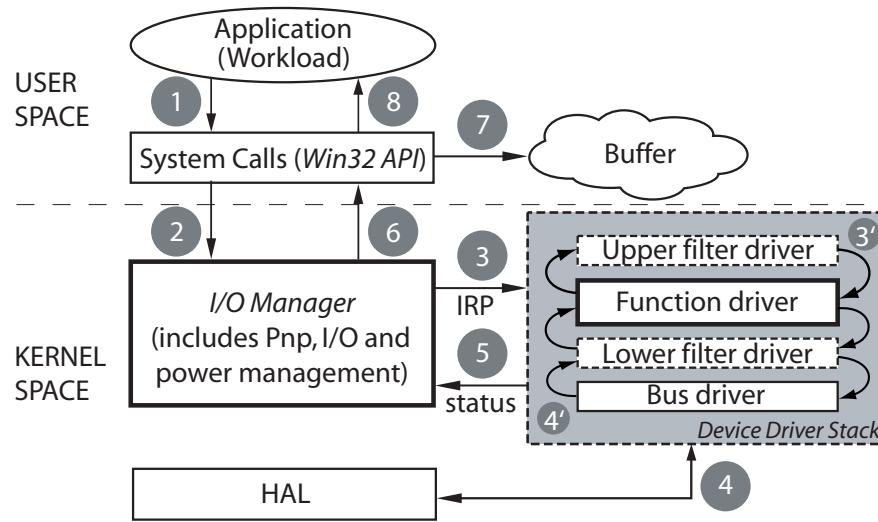 Application
(Workload)
USER
SPACE
1
8
7
System Calls (Win32 API)
Buffer
2
6
3
IRP
3'
Upper filter driver
Function driver
I/O Manager
(includes Pnp, I/O and
power management)
KERNEL
SPACE
5
status
Lower filter driver
Bus driver
4'
Device Driver Stack
HAL
4